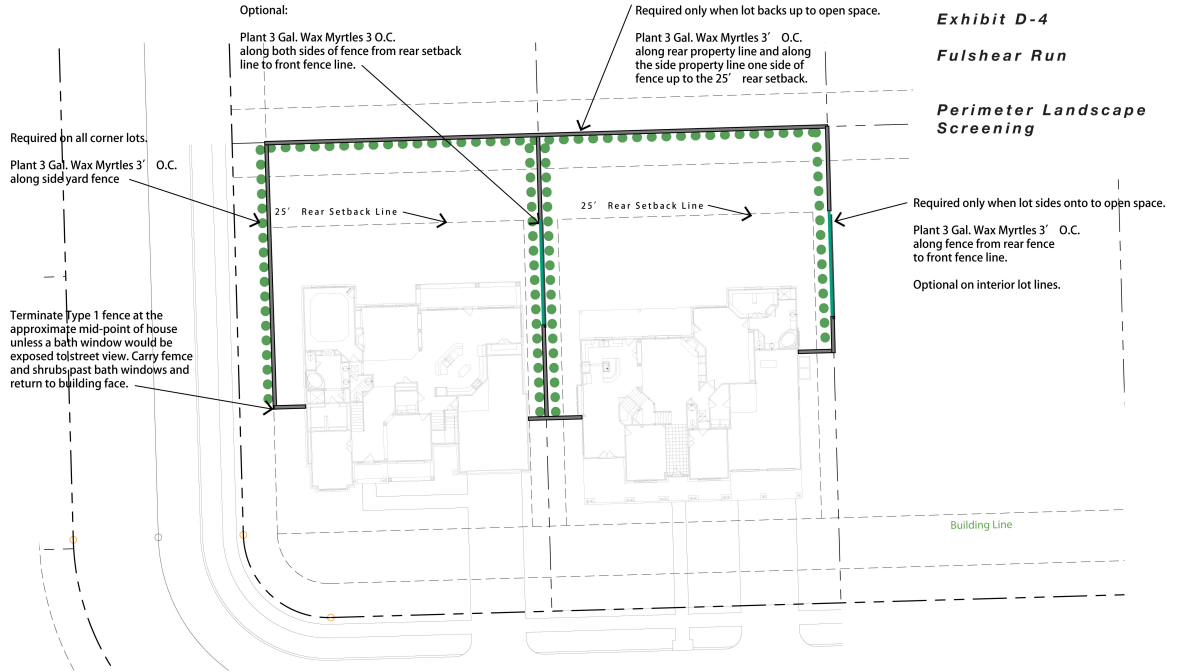 Exhibit D-4
Fulshear Run
Perimeter Landscape
Screening
Optional:
Plant 3 Gal. Wax Myrtles 3 O.C.
along both sides of fence from rear setback
line to front fence line.
Required only when lot backs up to open space.
Plant 3 Gal. Wax Myrtles 3′ O.C.
along rear property line and along
the side property line one side of
fence up to the 25′ rear setback.
Required on all corner lots.
Plant 3 Gal. Wax Myrtles 3′ O.C.
along side yard fence
25′ Rear Setback Line
25′ Rear Setback Line
Required only when lot sides onto to open space.
Plant 3 Gal. Wax Myrtles 3′ O.C.
along fence from rear fence
to front fence line.
Optional on interior lot lines.
Terminate Type 1 fence at the
approximate mid-point of house
unless a bath window would be
exposed to street view. Carry femce
and shrubs past bath windows and
return to building face.
Building Line